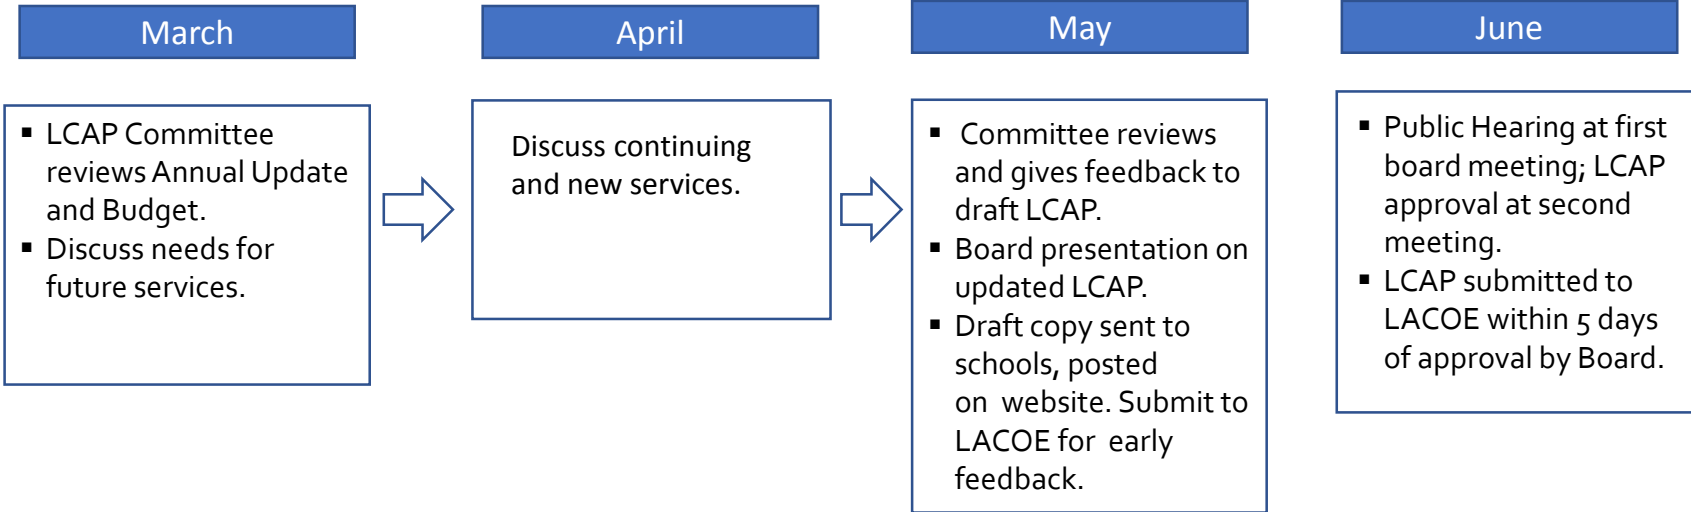 March
▪ LCAP Committee
reviews Annual Update
and Budget.
▪ Discuss needs for
future services.
April
Discuss continuing
and new services.
May
▪ Committee reviews
and gives feedback to
draft LCAP.
▪ Board presentation on
updated LCAP.
▪ Draft copy sent to
schools, posted
on website. Submit to
LACOE for early
feedback.
June
▪ Public Hearing at first
board meeting; LCAP
approval at second
meeting.
▪ LCAP submitted to
LACOE within 5 days
of approval by Board.